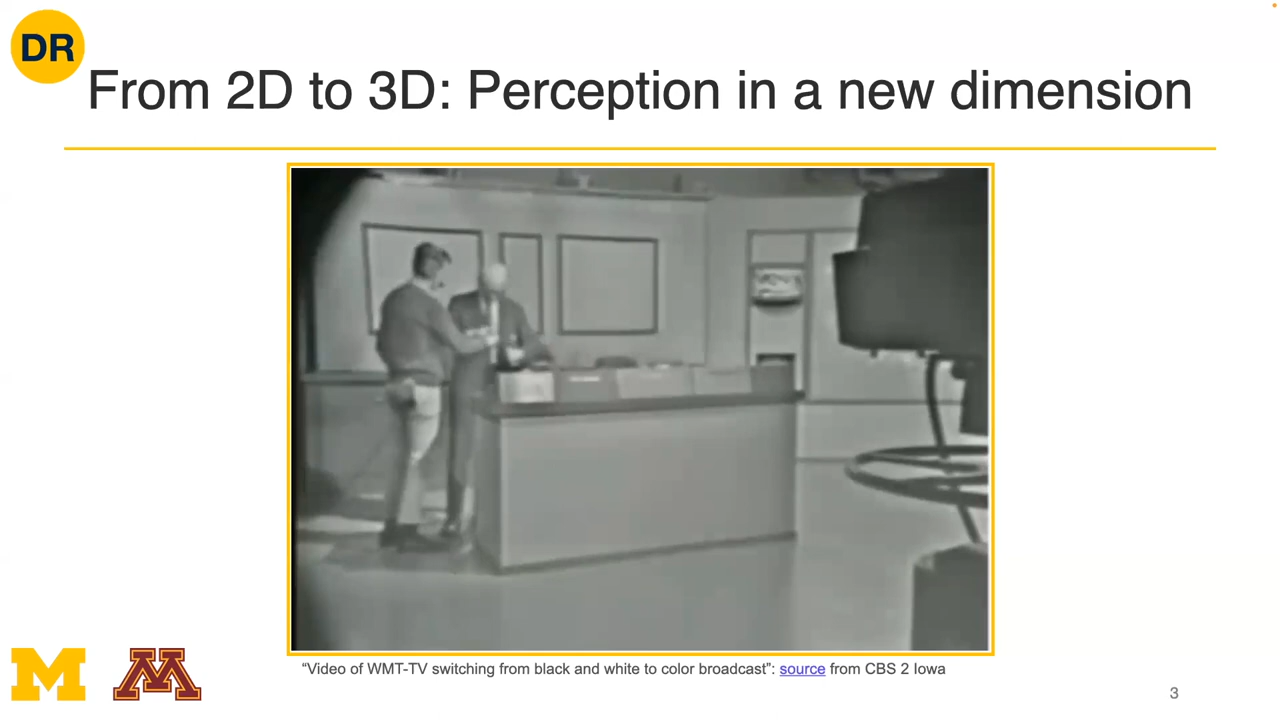 DR
From 2D to 3D: Perception in a new dimension
“Video of WMT-TV switching from black and white to color broadcast”: source from CBS 2 Iowa
M M
3